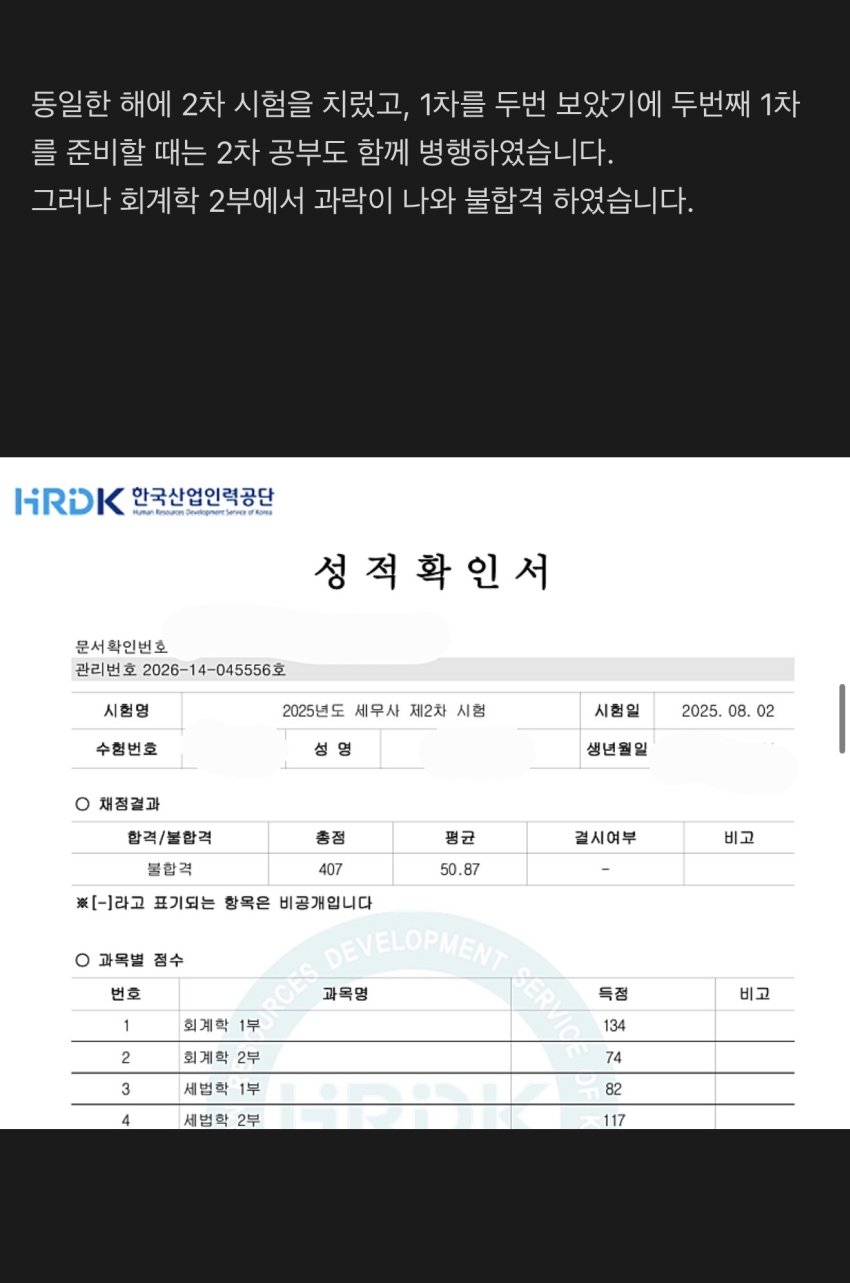 동일한 해에 2차 시험을 치렀고, 1차를 두번 보았기에 두번째 1차
를 준비할 때는 2차 공부도 함께 병행하였습니다.
그러나 회계학 2부에서 과락이 나와 불합격 하였습니다.
HRDK 한국산업인력공단
Human Resources Development Service of Korea
성적확인서
문서확인번호
관리번호 2026-14-045556호
시험명 2025년도 세무사 제2차 시험 시험일 2025. 08. 02
수험번호 성 명 생년월일
○ 채점결과
합격/불합격 총점 평균 결시여부 비고
불합격 407 50.87 -
※[-]라고 표기되는 항목은 비공개입니다
○ 과목별 점수
번호 과목명 득점 비고
1 회계학 1부 134
2 회계학 2부 74
3 세법학 1부 82
4 세법학 2부 117
RESOURCES DEVELOPMENT SERVICE OF K
HRDK